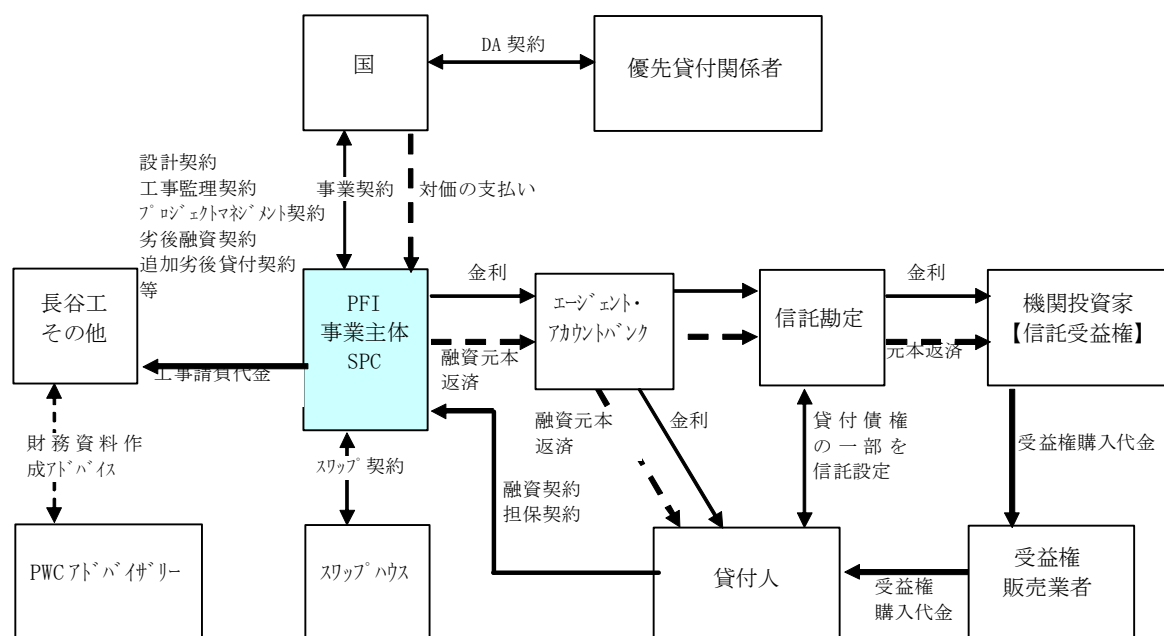 国
DA 契約
優先貸付関係者
設計契約
工事監理契約
ﾌﾟﾛｼﾞｪｸﾄﾏﾈｼﾞﾒﾝﾄ契約
劣後融資契約
追加劣後貸付契約
等
事業契約
対価の支払い
長谷工
その他
PFI
事業主体
SPC
金利
融資元本
返済
ｴｰｼﾞｪﾝﾄ・
ｱｶｳﾝﾄﾊﾞﾝｸ
信託勘定
金利
元本返済
機関投資家
【信託受益権】
工事請負代金
財務資料作
成ｱﾄﾞﾊﾞｲｽ
ｽﾜｯﾌﾟ契約
融資元本
返済
金利
貸付債権
の一部を
信託設定
受益権購入代金
融資契約
担保契約
PWC ｱﾄﾞﾊﾞｲｻﾞﾘｰ
ｽﾜｯﾌﾟﾊｳｽ
貸付人
受益権
購入代金
受益権
販売業者